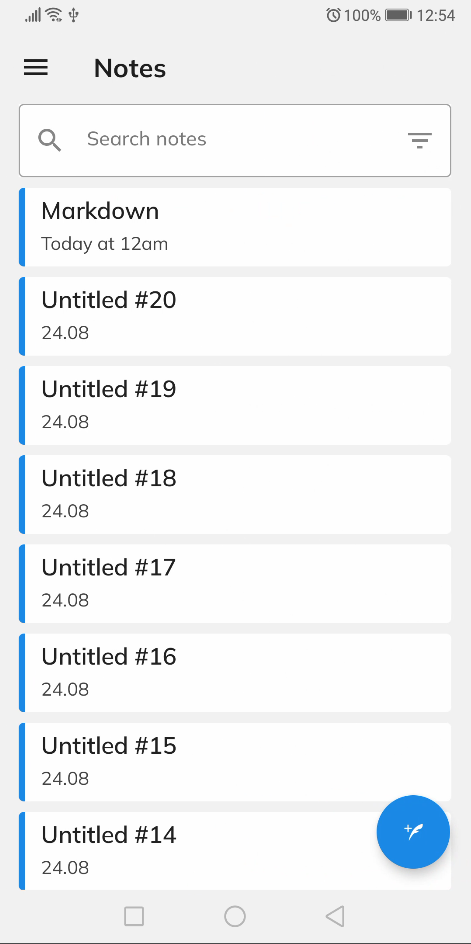 100% 12:54
Notes
Search notes
Markdown
Today at 12am
Untitled #20
24.08
Untitled #19
24.08
Untitled #18
24.08
Untitled #17
24.08
Untitled #16
24.08
Untitled #15
24.08
Untitled #14
24.08